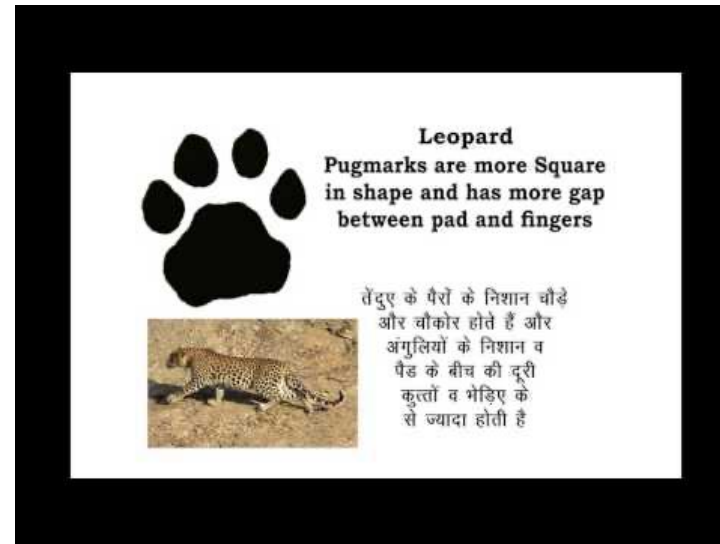 Leopard
Pugmarks are more Square
in shape and has more gap
between pad and fingers
तेंदुए के पैरों के निशान चौड़े
और चौकोर होते हैं और
अंगुलियों के निशान व
पैड के बीच की दूरी
कुत्तों व भेड़िए के
से ज्यादा होती है